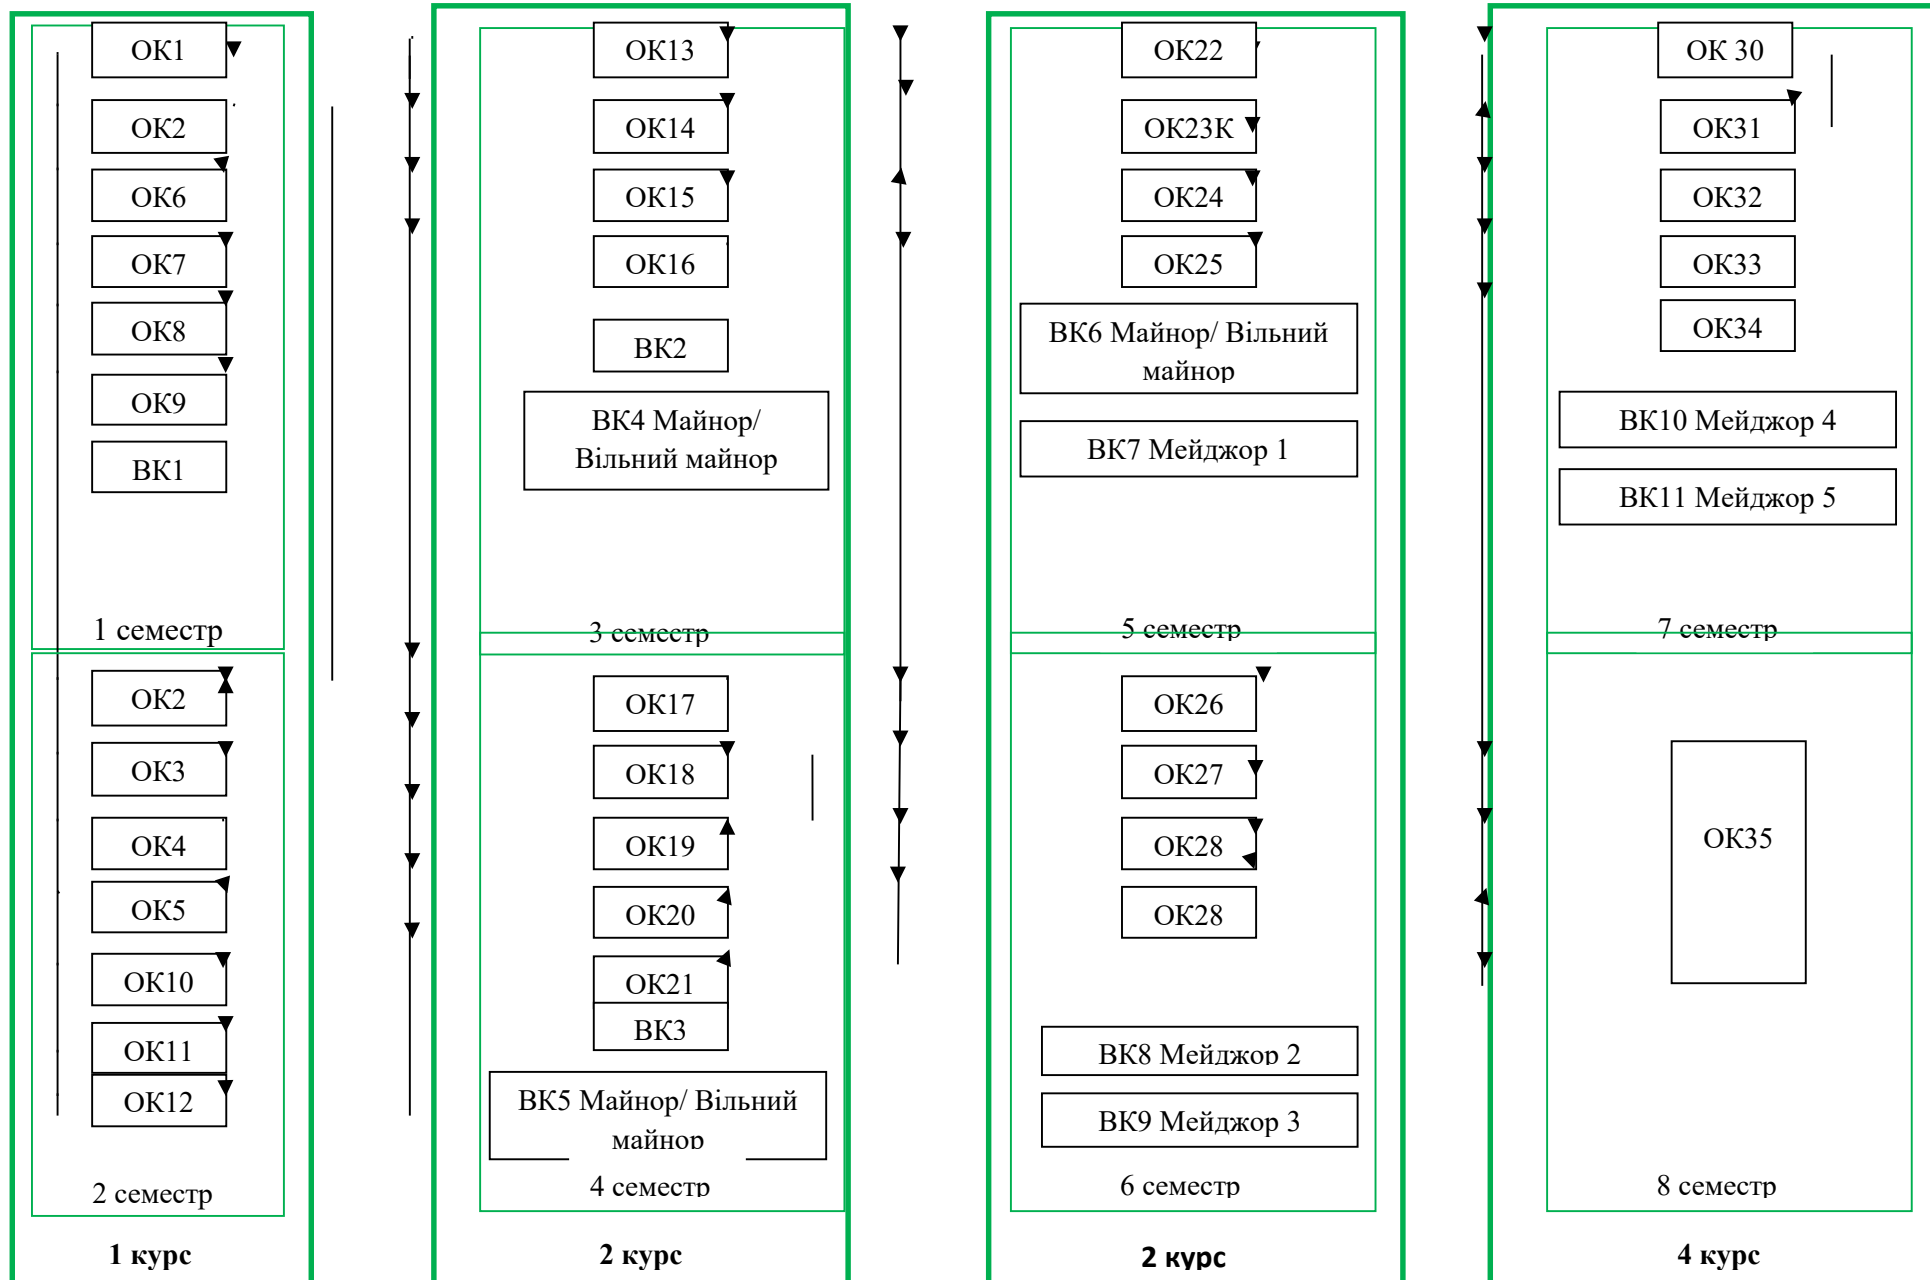 ОК1
ОК2
ОК6
ОК7
ОК8
ОК9
ВК1
1 семестр
ОК2
ОК3
ОК4
ОК5
ОК10
ОК11
ОК12
2 семестр
1 курс
ОК13
ОК14
ОК15
ОК16
ВК2
ВК4 Майнор/
Вільний майнор
3 семестр
ОК17
ОК18
ОК19
ОК20
ОК21
ВК3
ВК5 Майнор/ Вільний
майнор
4 семестр
2 курс
ОК22
ОК23К
ОК24
ОК25
ВК6 Майнор/ Вільний
майнор
ВК7 Мейджор 1
5 семестр
ОК26
ОК27
ОК28
ОК28
ВК8 Мейджор 2
ВК9 Мейджор 3
6 семестр
2 курс
ОК 30
ОК31
ОК32
ОК33
ОК34
ВК10 Мейджор 4
ВК11 Мейджор 5
7 семестр
ОК35
8 семестр
4 курс